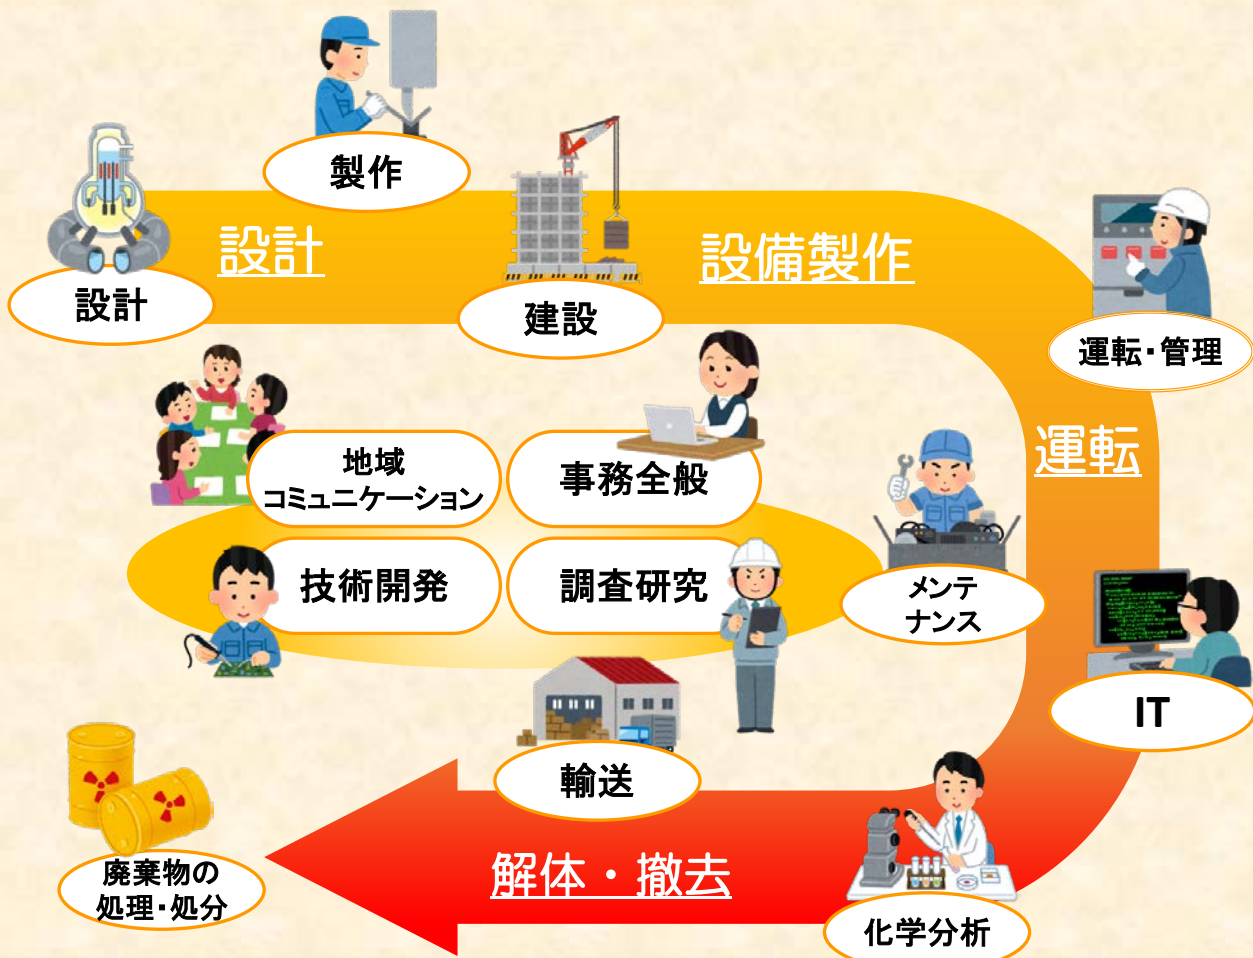 製作
設計
設計
建設
設備製作
運転・管理
運転
地域
コミュニケーション
事務全般
技術開発
調査研究
メンテ
ナンス
IT
輸送
解体・撤去
廃棄物の
処理・処分
化学分析